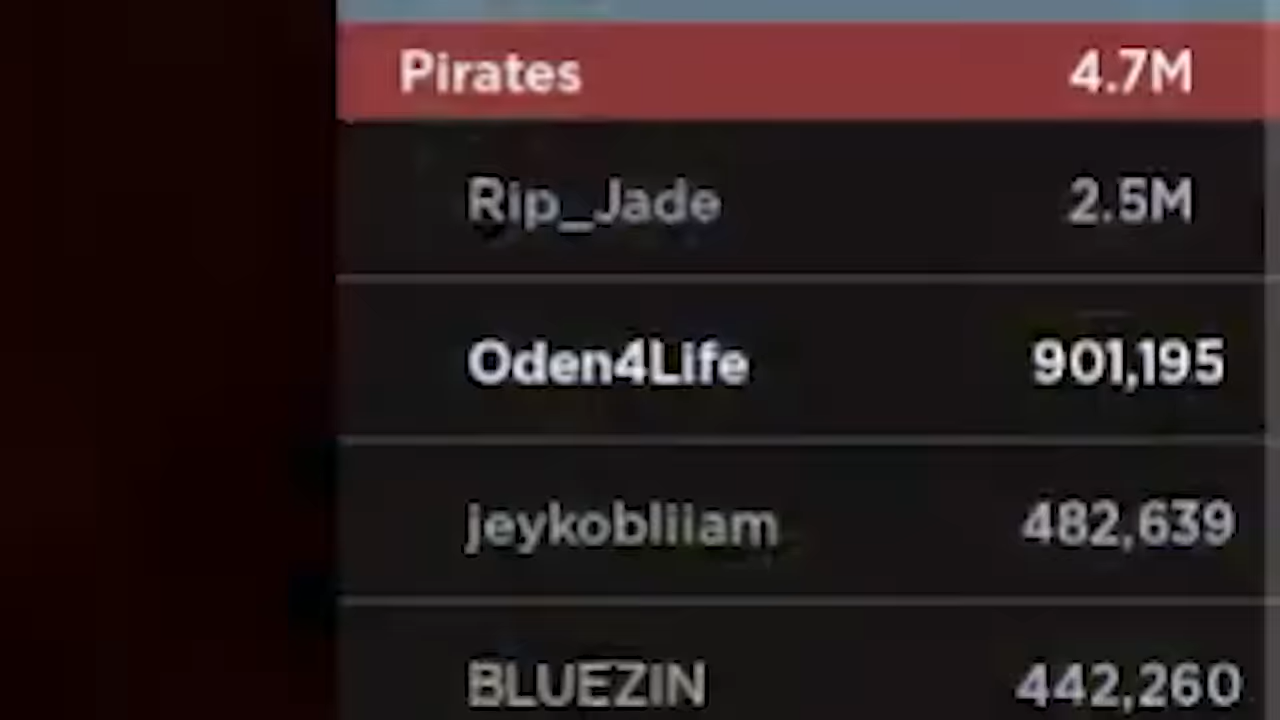 Pirates 4.7M
Rip_Jade 2.5M
Oden4Life 901,195
jeykobliiam 482,639
BLUEZIN 442,260